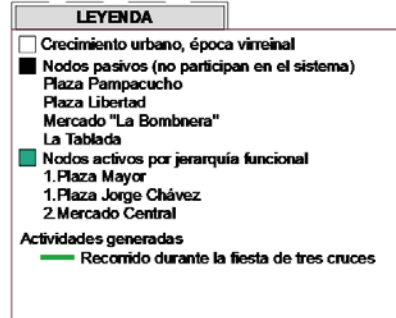 LEYENDA
Crecimiento urbano, época virreinal
Nodos pasivos (no participan en el sistema)
Plaza Pampacucho
Plaza Libertad
Mercado "La Bombnera"
La Tablada
Nodos activos por jerarquía funcional
1.Plaza Mayor
1.Plaza Jorge Chávez
2.Mercado Central
Actividades generadas
Recorrido durante la fiesta de tres cruces